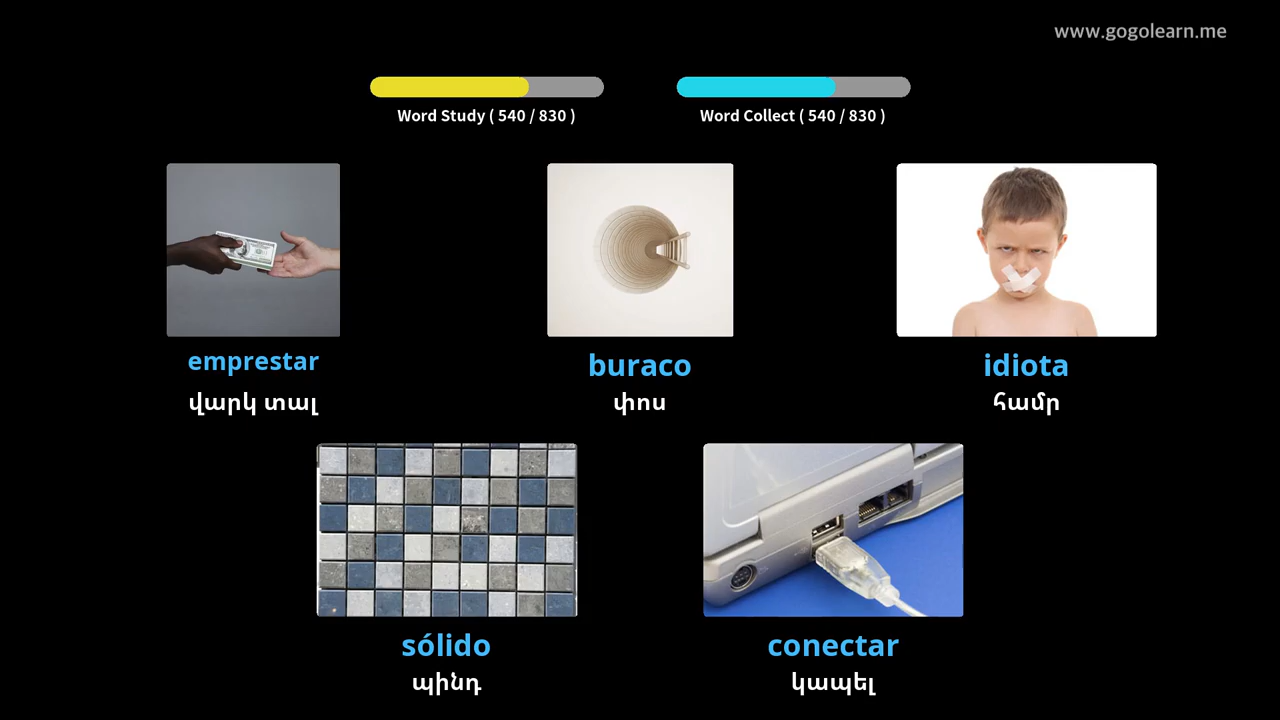 www.gogolearn.me
Word Study ( 540 / 830 )
Word Collect ( 540 / 830 )
emprestar
վարկ տալ
buraco
փոս
idiota
համր
sólido
պինդ
conectar
կապել